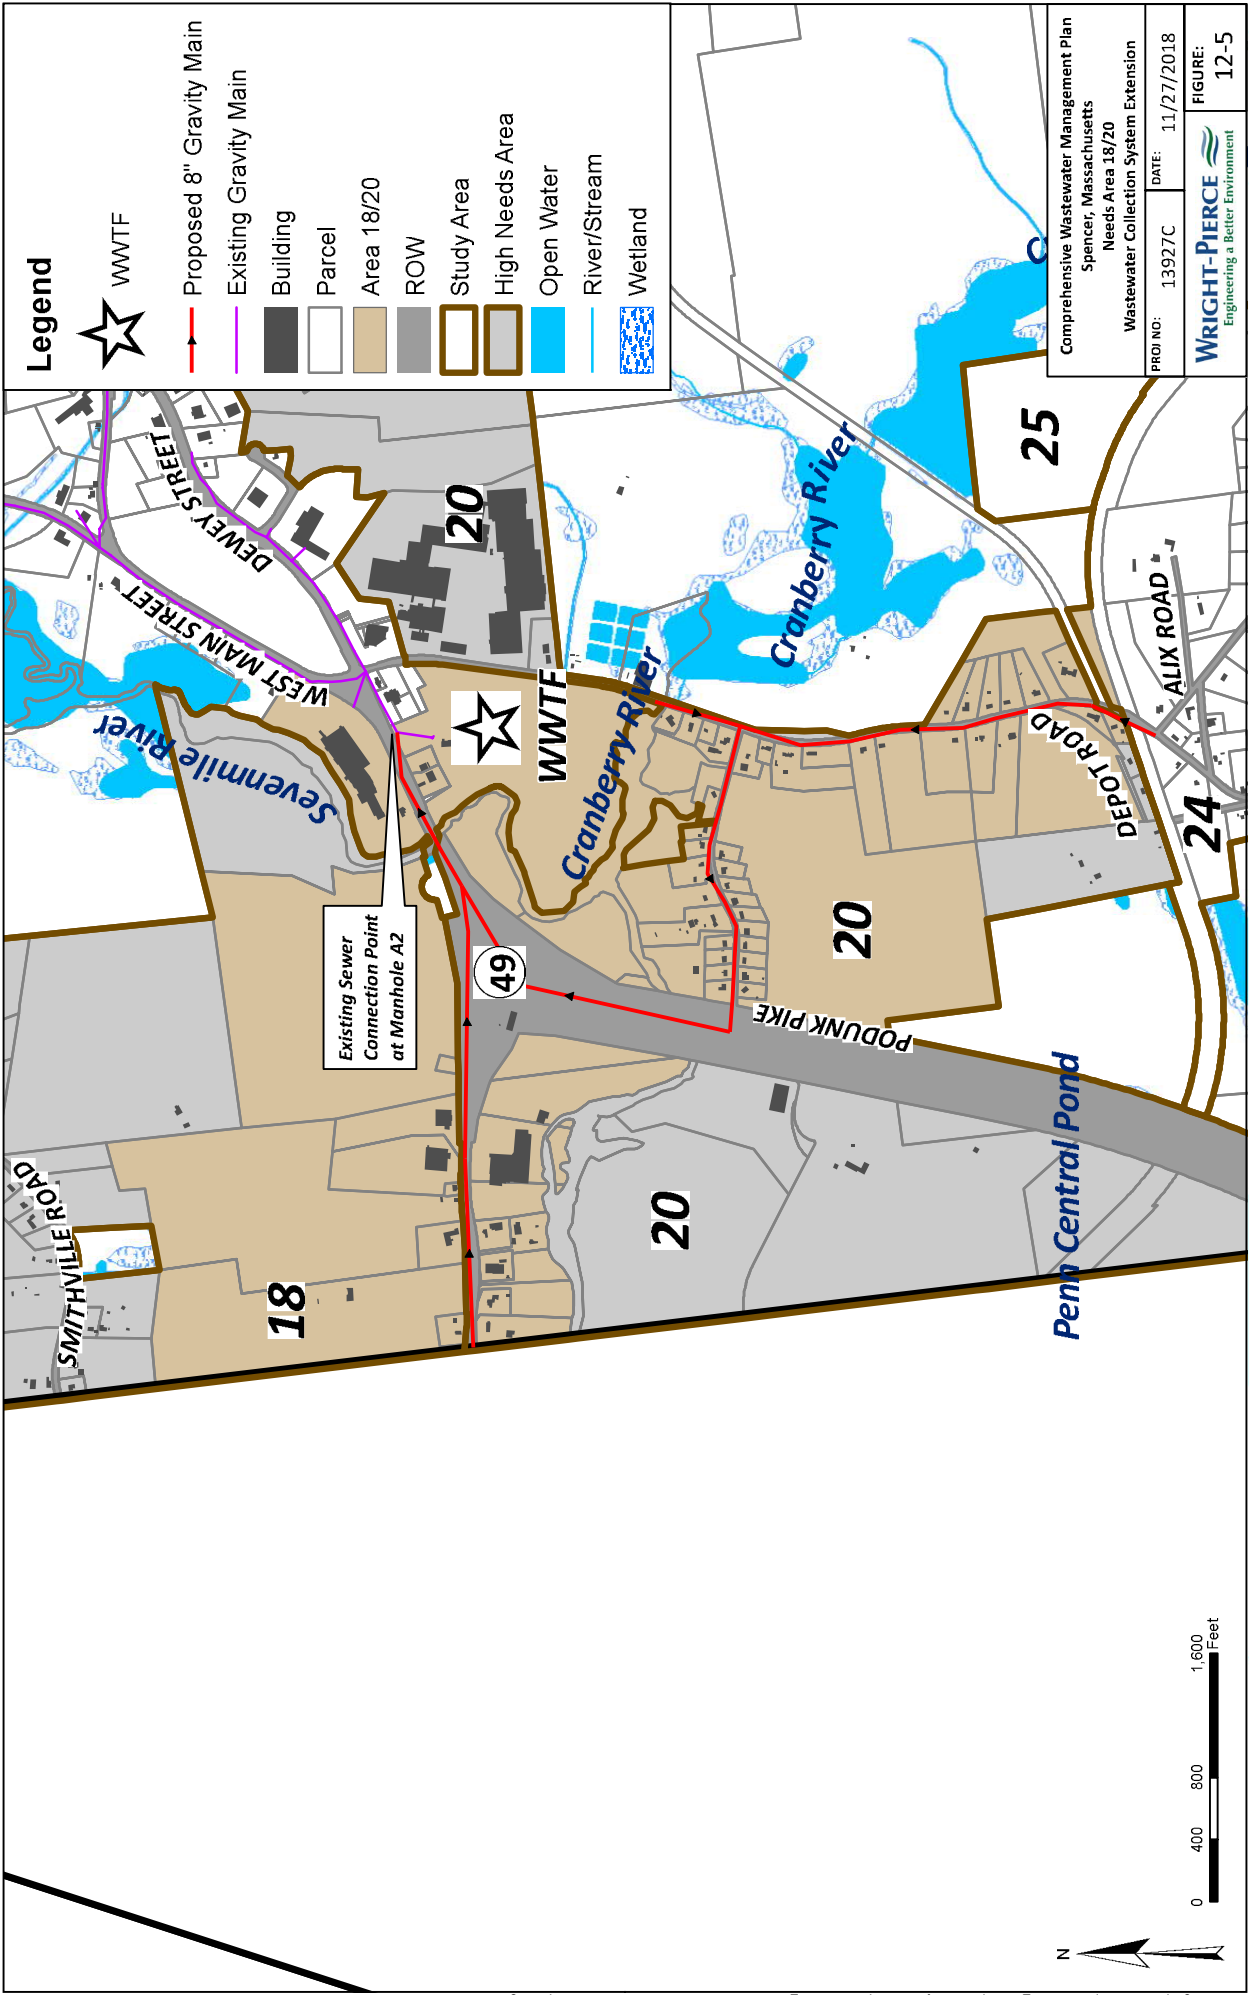 Legend
WWTF
Proposed 8" Gravity Main
Existing Gravity Main
Building
Parcel
Area 18/20
ROW
Study Area
High Needs Area
Open Water
River/Stream
Wetland
SMITHVILLE ROAD
18
Sevenmile River
WEST MAIN STREET
DEWEY STREET
Existing Sewer
Connection Point
at Manhole A2
49
20
WWTF
Cranberry River
Cranberry River
20
20
PODUNK PIKE
DEPOT ROAD
ALIX ROAD
24
25
Penn Central Pond
C
N
0 400 800 1,600
Feet
Comprehensive Wastewater Management Plan
Spencer, Massachusetts
Needs Area 18/20
Wastewater Collection System Extension
PROJ NO: 13927C DATE: 11/27/2018
WRIGHT-PIERCE
Engineering a Better Environment
FIGURE:
12-5